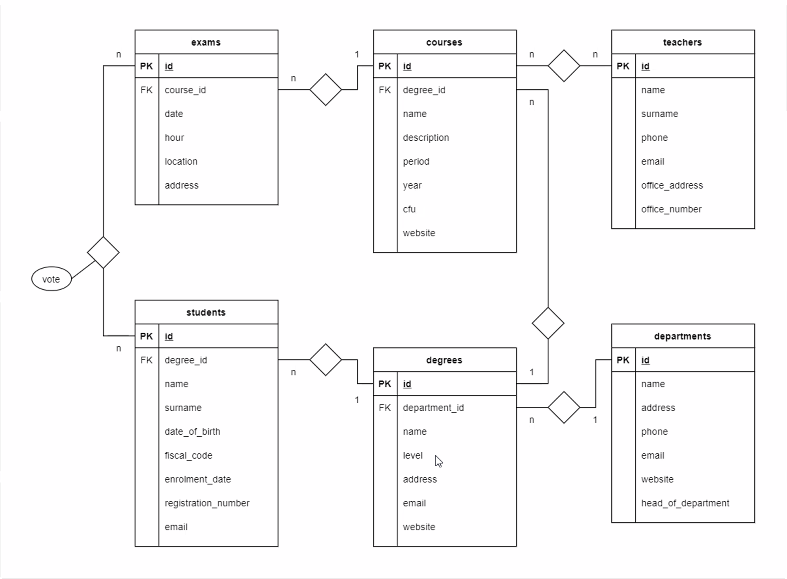 exams
n
PK id
FK course_id
date
hour
location
address
n
1
courses
PK id
FK degree_id
name
description
period
year
cfu
website
n
n
n
teachers
PK id
name
surname
phone
email
office_address
office_number
vote
n
students
PK id
FK degree_id
name
surname
date_of_birth
fiscal_code
enrolment_date
registration_number
email
n
1
degrees
PK id
FK department_id
name
level
address
email
website
1
n
1
departments
PK id
name
address
phone
email
website
head_of_department